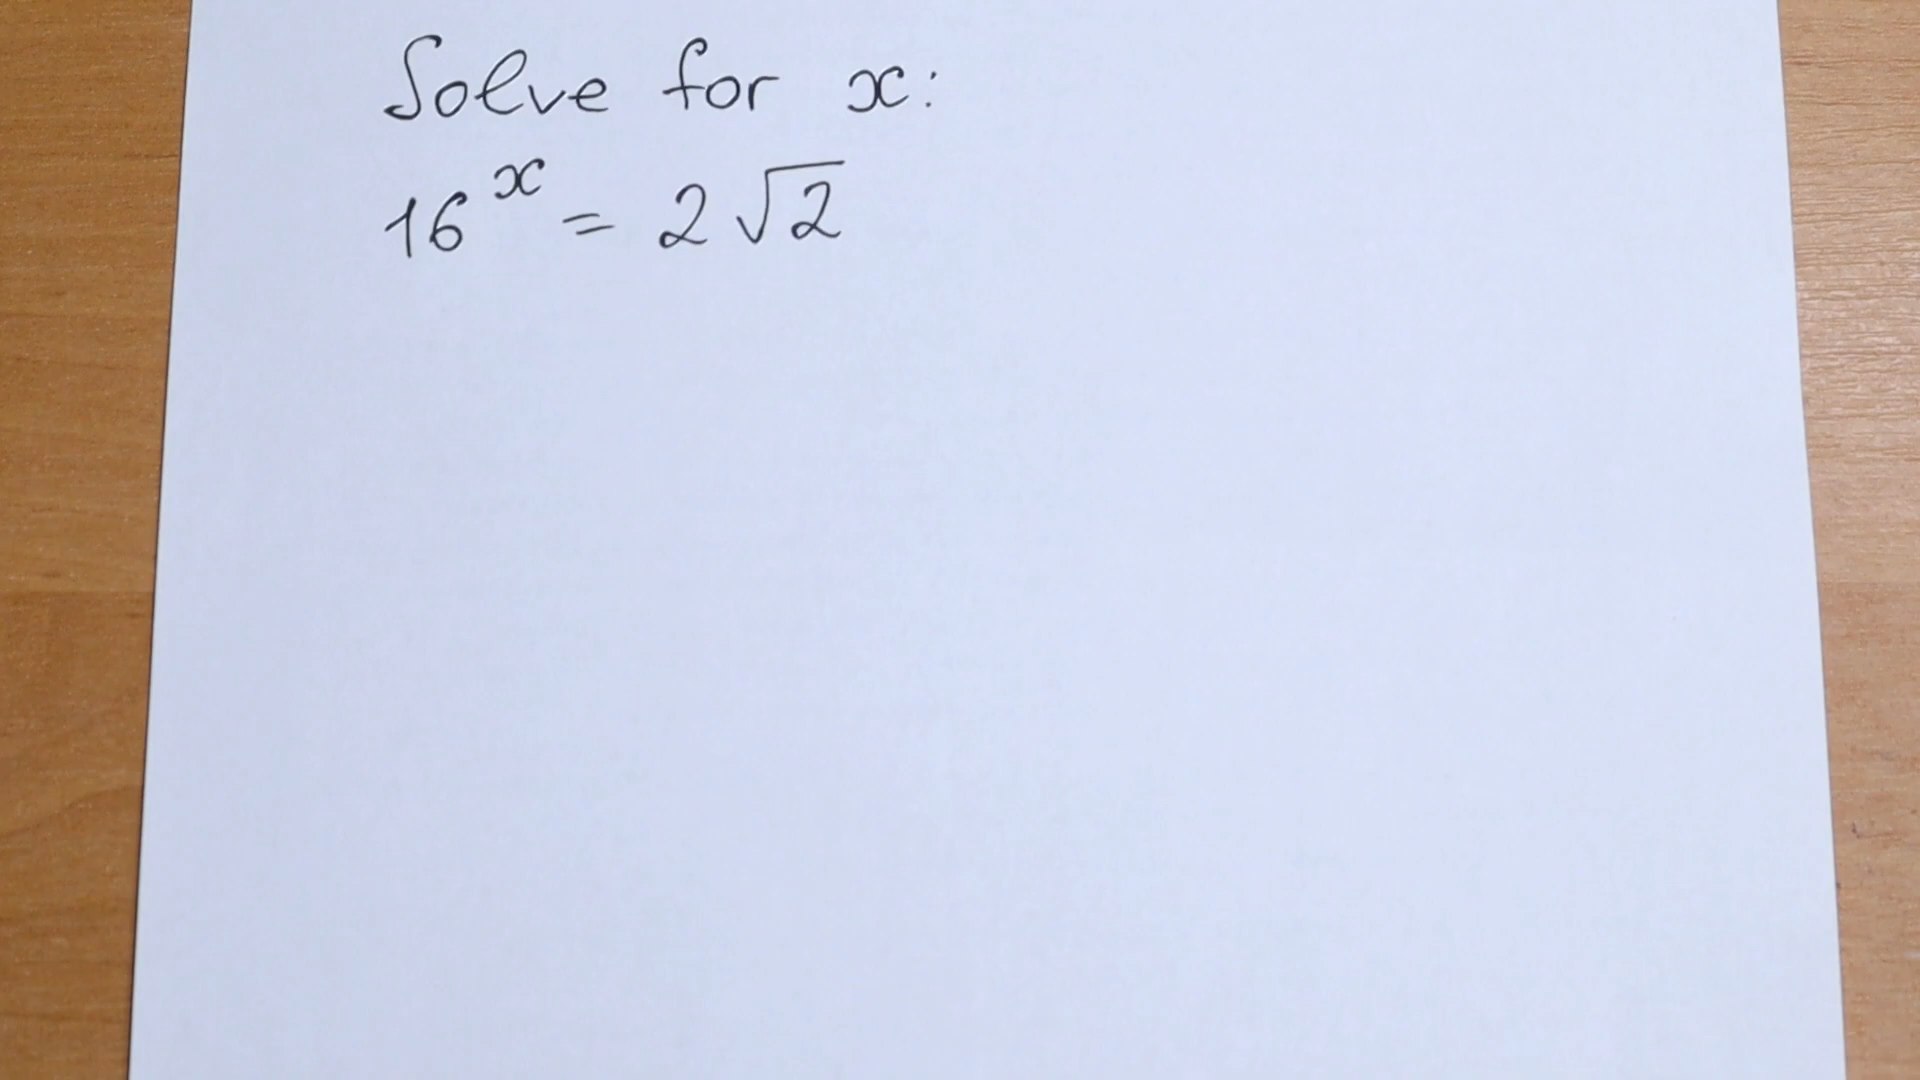 Solve for x:
16^x = 2√2